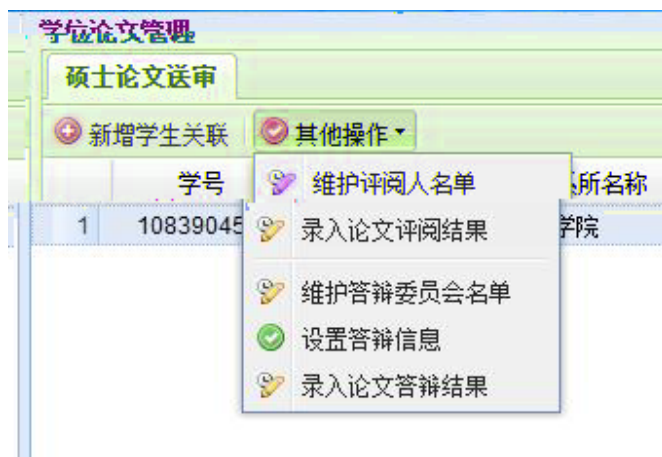 学位论文管理
硕士论文送审
新增学生关联 其他操作
学号 所名称
1 10839045 学院
维护评阅人名单
录入论文评阅结果
维护答辩委员会名单
设置答辩信息
录入论文答辩结果